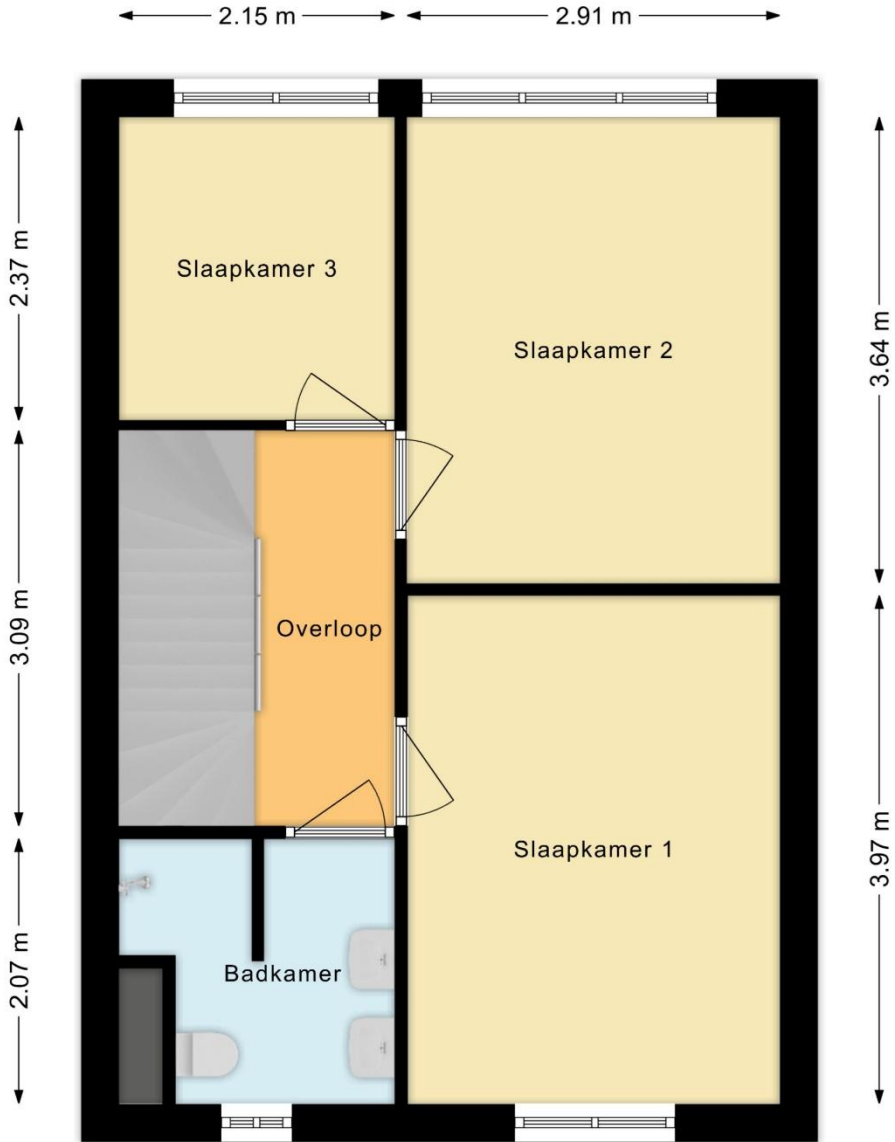 2.15 m
2.91 m
2.37 m
Slaapkamer 3
Slaapkamer 2
3.64 m
3.09 m
Overloop
Slaapkamer 1
3.97 m
2.07 m
Badkamer